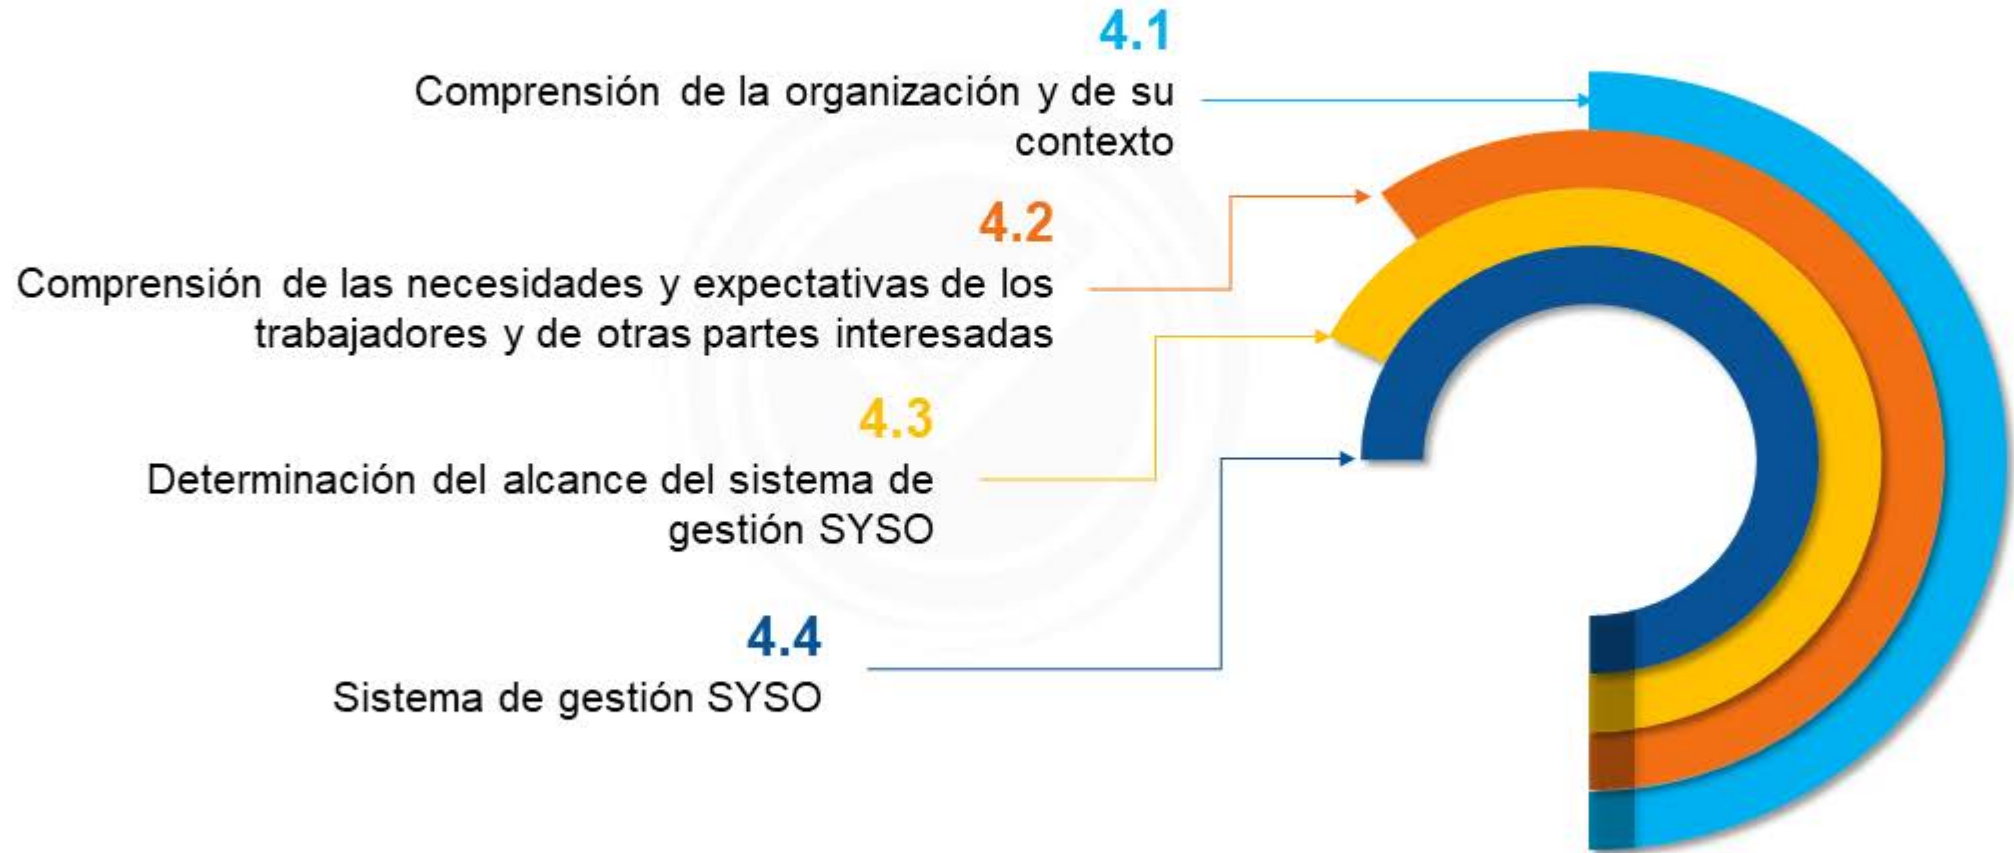 4.1
Comprensión de la organización y de su
contexto
4.2
Comprensión de las necesidades y expectativas de los
trabajadores y de otras partes interesadas
4.3
Determinación del alcance del sistema de
gestión SYSO
4.4
Sistema de gestión SYSO